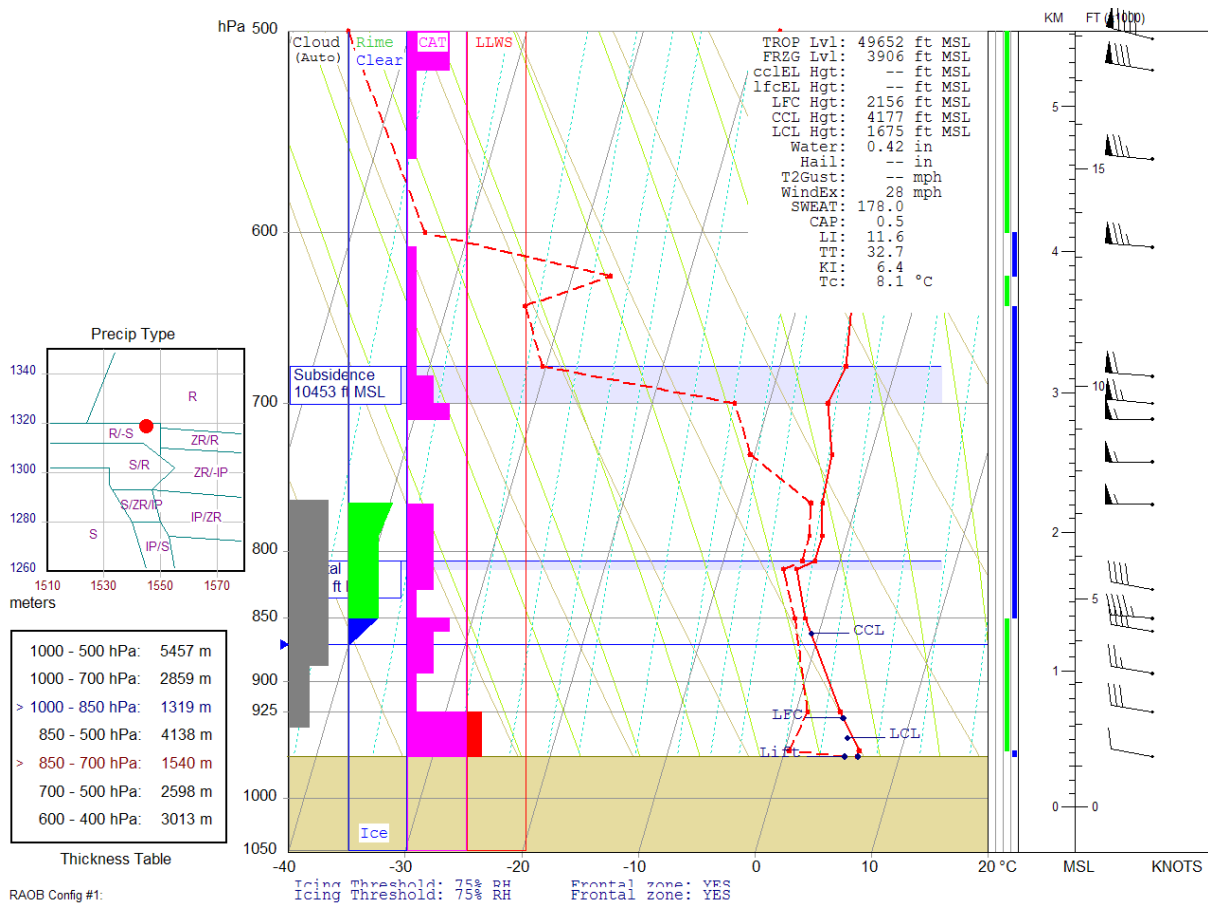 hPa
500
600
700
800
850
900
925
1000
1050
Cloud
(Auto)
Rime
Clear
CAT
LLWS
TROP Lvl: 49652 ft MSL
FRZG Lvl: 3906 ft MSL
cclEL Hgt: -- ft MSL
lfcEL Hgt: -- ft MSL
LFC Hgt: 2156 ft MSL
CCL Hgt: 4177 ft MSL
LCL Hgt: 1675 ft MSL
Water: 0.42 in
Hail: -- in
T2Gust: -- mph
WindEx: 28 mph
SWEAT: 178.0
CAP: 0.5
LI: 11.6
TT: 32.7
KI: 6.4
Tc: 8.1 °C
Subsidence
10453 ft MSL
CCL
LFC
LCL
Lift
Ice
-40 -30 -20 -10 0 10 20 °C
Icing Threshold: 75% RH Frontal zone: YES
Icing Threshold: 75% RH Frontal zone: YES
KM
5
4
3
2
1
0
MSL
FT
15
10
5
0
KNOTS
Precip Type
1340
1320
1300
1280
1260
1510 1530 1550 1570
meters
R
R/-S
ZR/R
S/R
ZR/-IP
S/ZR/IP
IP/ZR
S
IP/S
1000 - 500 hPa: 5457 m
1000 - 700 hPa: 2859 m
> 1000 - 850 hPa: 1319 m
850 - 500 hPa: 4138 m
> 850 - 700 hPa: 1540 m
700 - 500 hPa: 2598 m
600 - 400 hPa: 3013 m
Thickness Table
RAOB Config #1: